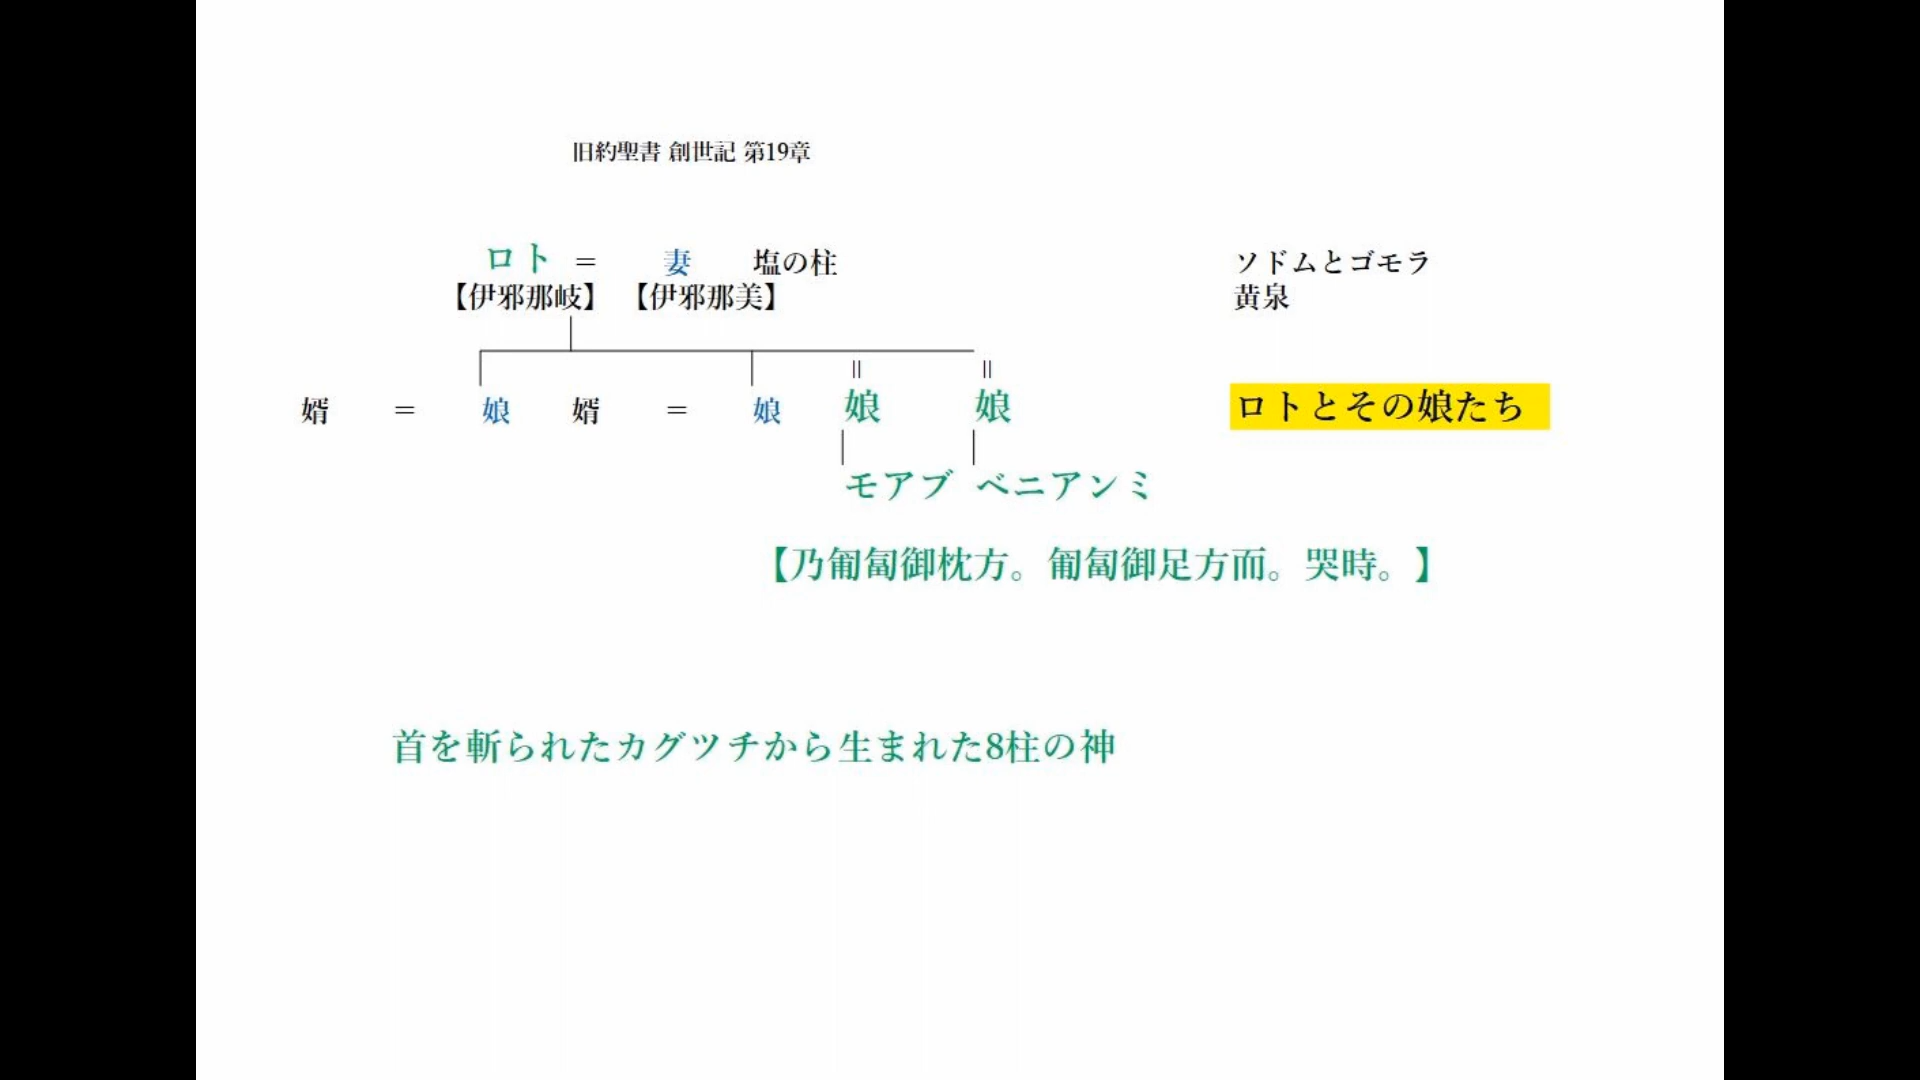 旧約聖書 創世記 第19章
ロト = 妻 塩の柱 ソドムとゴモラ
【伊邪那岐】 【伊邪那美】 黄泉
婿 = 娘 婿 = 娘 娘 娘 ロトとその娘たち
モアブ ベニアンミ
【乃匍匐御枕方。匍匐御足方而。哭時。】
首を斬られたカグツチから生まれた8柱の神